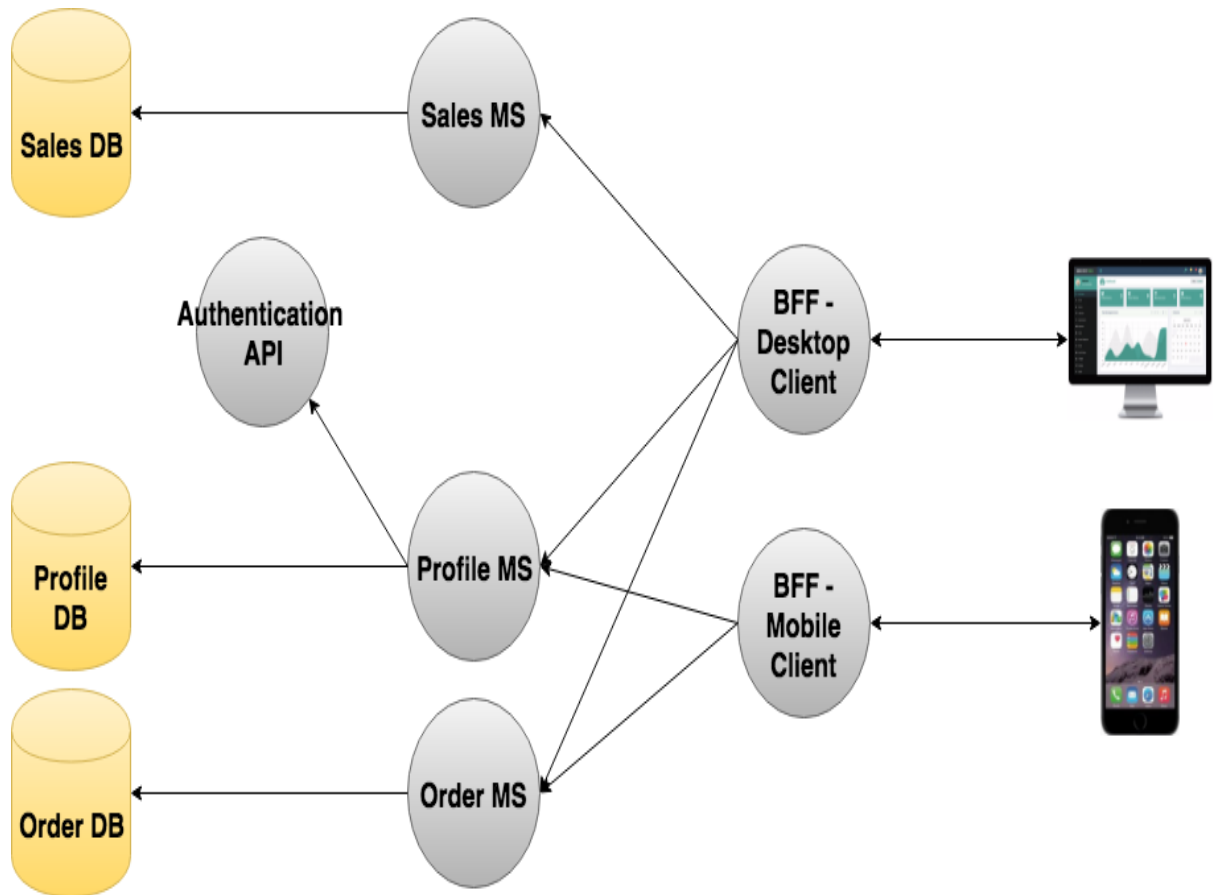 Sales DB
Sales MS
Authentication
API
BFF -
Desktop
Client
Profile
DB
Profile MS
BFF -
Mobile
Client
Order DB
Order MS